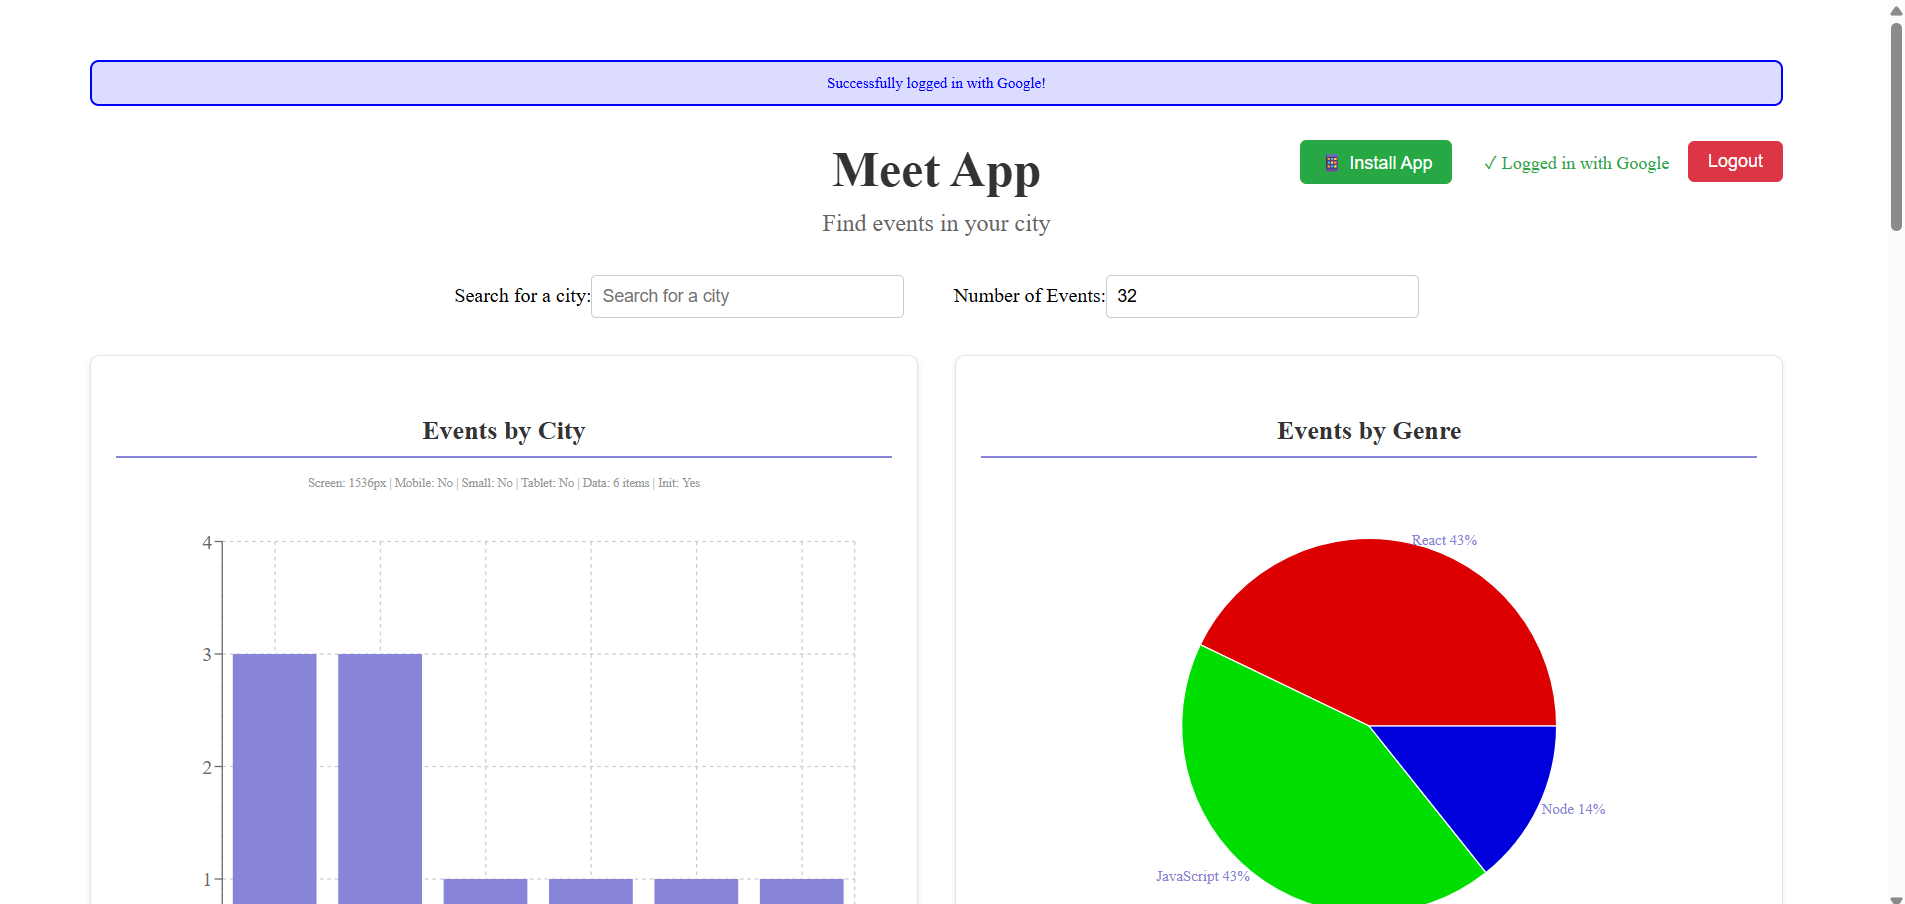 Successfully logged in with Google!
Meet App
Install App
✓ Logged in with Google
Logout
Find events in your city
Search for a city:
Search for a city
Number of Events:
32
Events by City
Screen: 1536px | Mobile: No | Small: No | Tablet: No | Data: 6 items | Init: Yes
4
3
2
1
Events by Genre
React 43%
Node 14%
JavaScript 43%